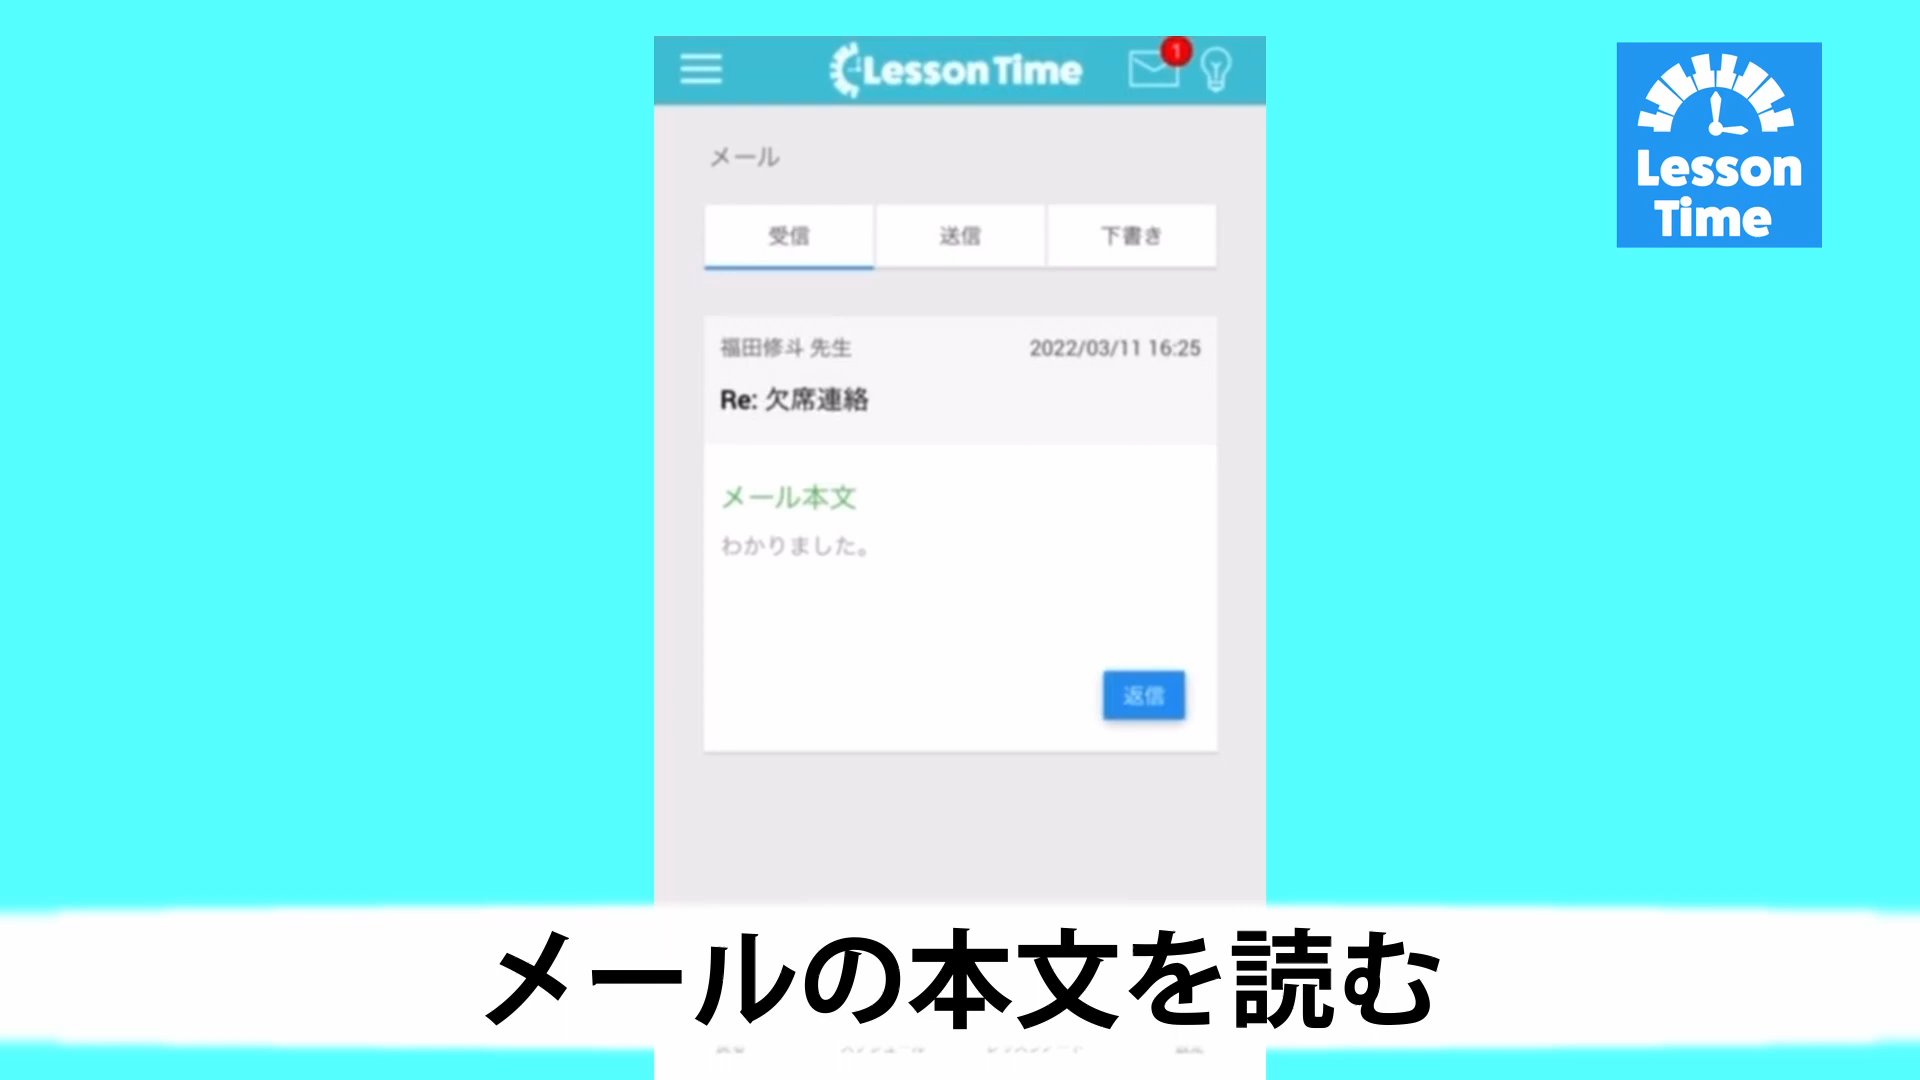 Lesson Time
1
Lesson
Time
メール
受信 送信 下書き
福田修斗 先生 2022/03/11 16:25
Re: 欠席連絡
メール本文
わかりました。
返信
メールの本文を読む